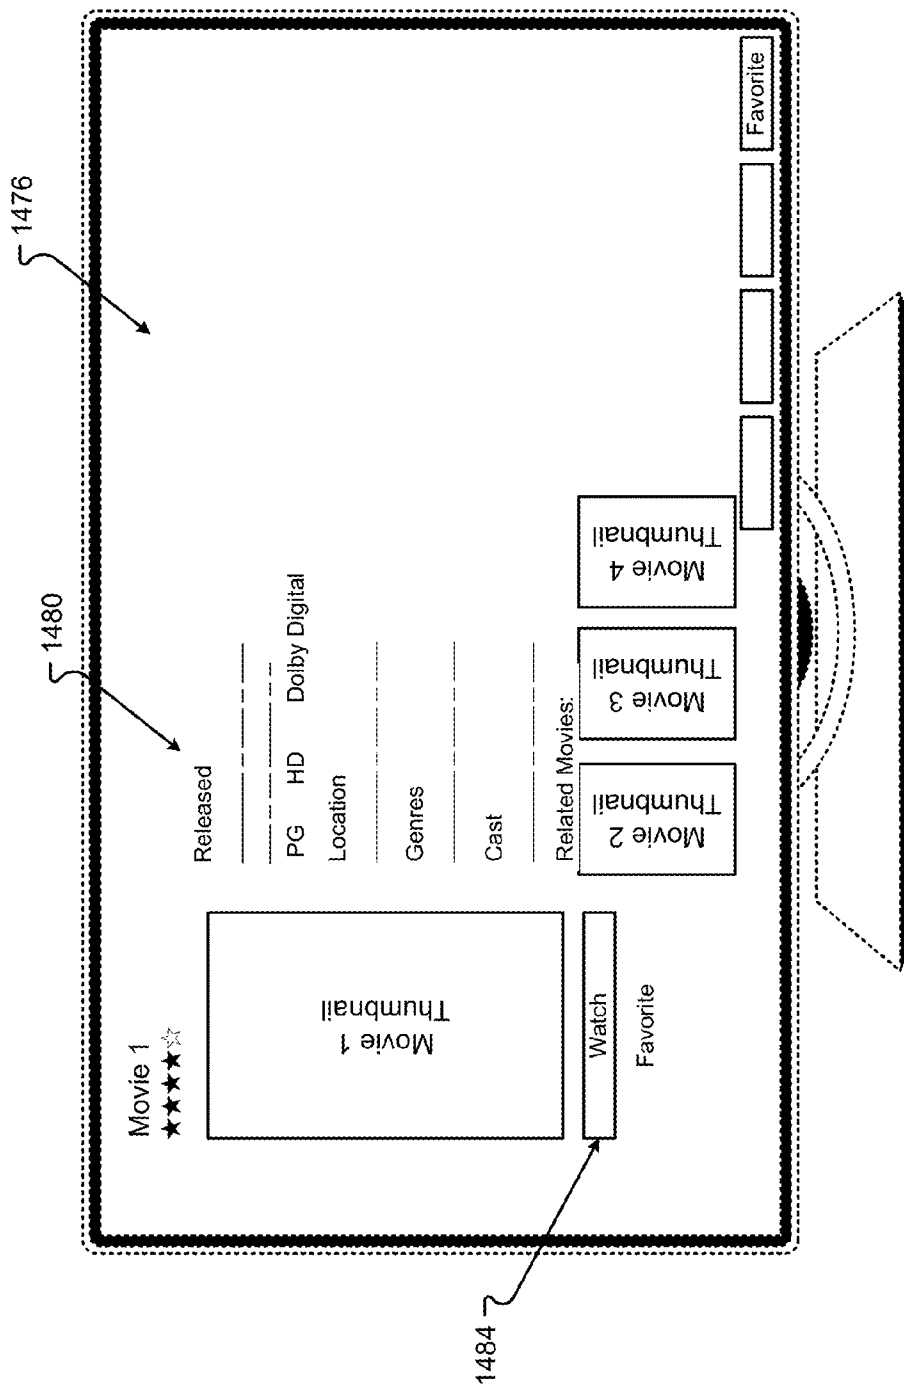 1476
1480
Movie 1
★★★★☆
Released
PG HD Dolby Digital
Location
Genres
Cast
Related Movies:
Movie 1
Thumbnail
Movie 2
Thumbnail
Movie 3
Thumbnail
Movie 4
Thumbnail
Watch
Favorite
Favorite
1484